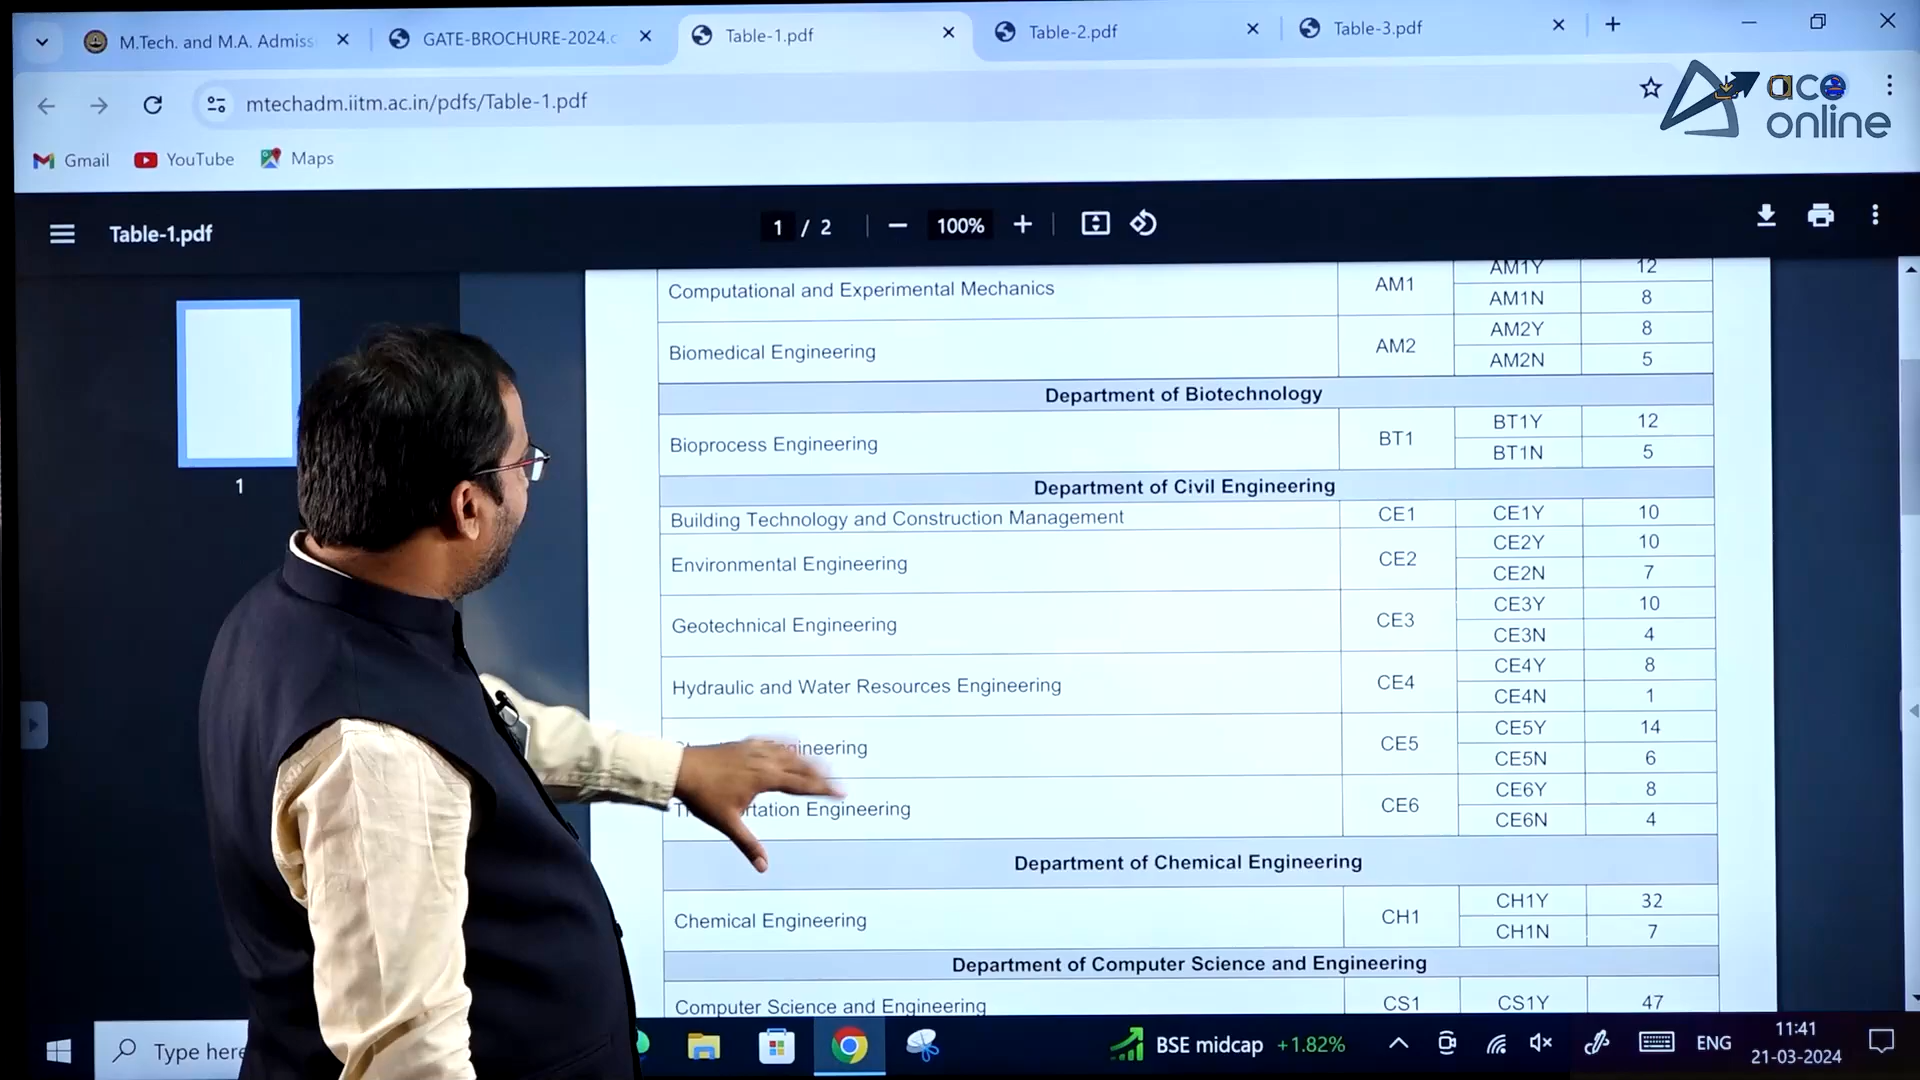 M.Tech. and M.A. Admiss
GATE-BROCHURE-2024.c
Table-1.pdf
Table-2.pdf
Table-3.pdf
mtechadm.iitm.ac.in/pdfs/Table-1.pdf
ace
online
Gmail
YouTube
Maps
Table-1.pdf
1 / 2
100%
1
Computational and Experimental Mechanics AM1 AM1Y 12
AM1N 8
Biomedical Engineering AM2 AM2Y 8
AM2N 5
Department of Biotechnology
Bioprocess Engineering BT1 BT1Y 12
BT1N 5
Department of Civil Engineering
Building Technology and Construction Management CE1 CE1Y 10
Environmental Engineering CE2 CE2Y 10
CE2N 7
Geotechnical Engineering CE3 CE3Y 10
CE3N 4
Hydraulic and Water Resources Engineering CE4 CE4Y 8
CE4N 1
gineering CE5 CE5Y 14
CE5N 6
rtation Engineering CE6 CE6Y 8
CE6N 4
Department of Chemical Engineering
Chemical Engineering CH1 CH1Y 32
CH1N 7
Department of Computer Science and Engineering
Computer Science and Engineering CS1 CS1Y 47
Type here
BSE midcap +1.82%
ENG
11:41
21-03-2024